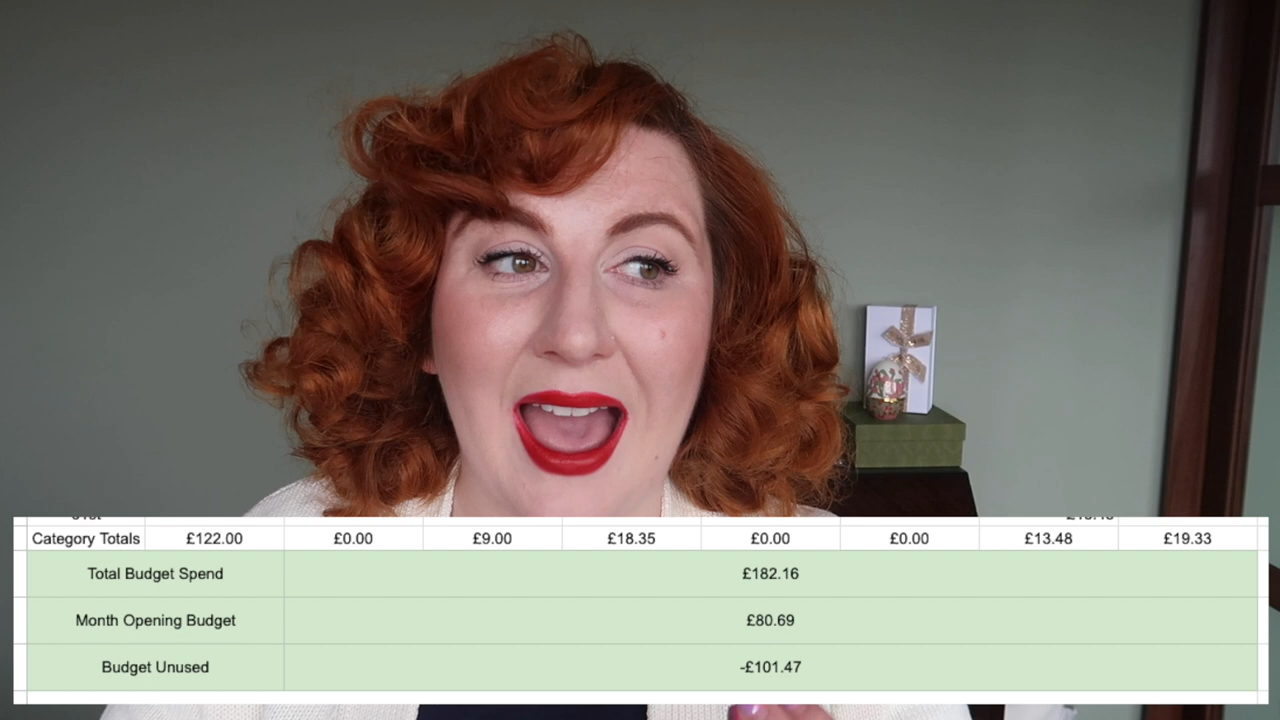 Category Totals £122.00 £0.00 £9.00 £18.35 £0.00 £0.00 £13.48 £19.33
Total Budget Spend £182.16
Month Opening Budget £80.69
Budget Unused -£101.47